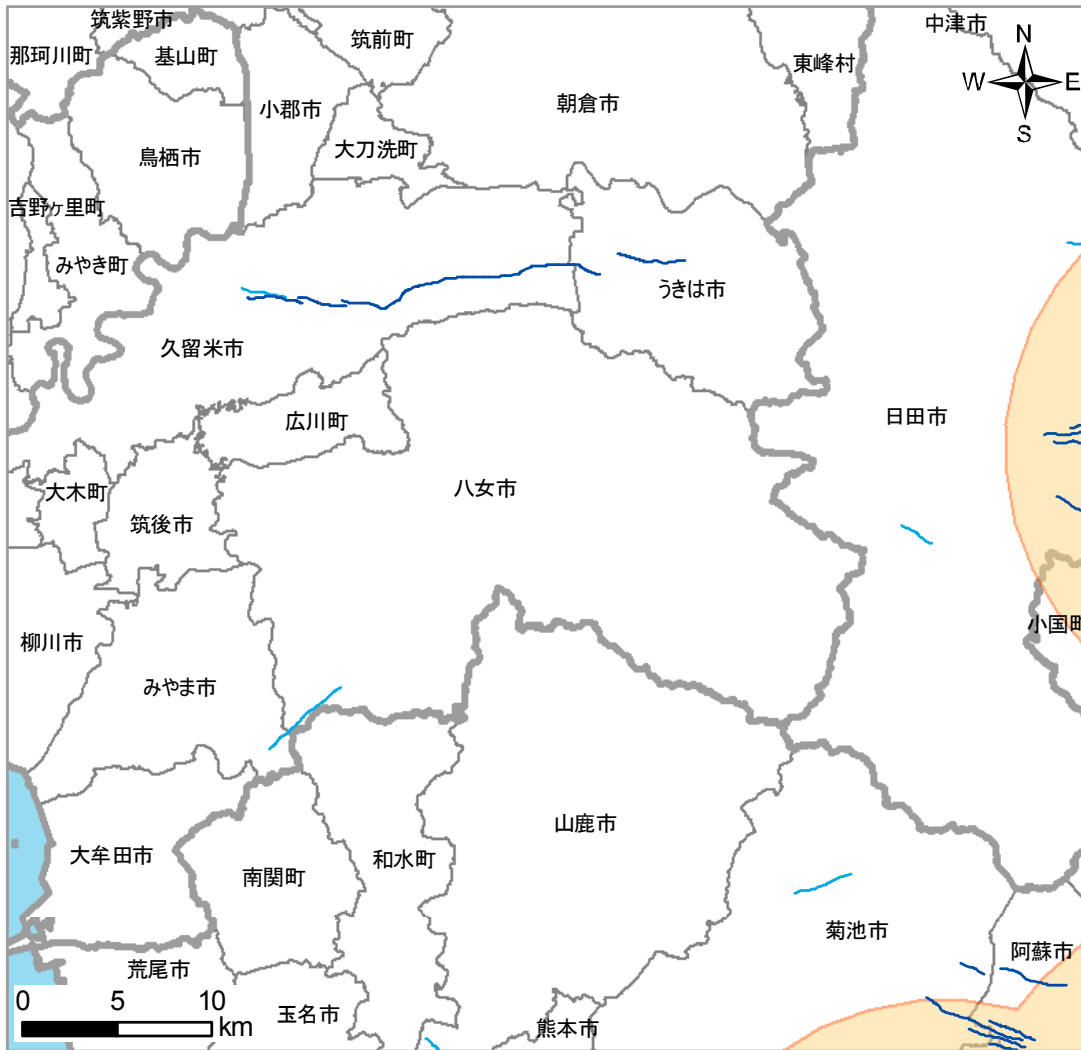 筑紫野市
中津市
那珂川町
基山町
筑前町
東峰村
N
W
E
S
小郡市
朝倉市
大刀洗町
鳥栖市
吉野ヶ里町
みやき町
うきは市
久留米市
広川町
日田市
大木町
八女市
筑後市
小国町
柳川市
みやま市
山鹿市
大牟田市
和水町
南関町
菊池市
阿蘇市
荒尾市
0 5 10
km
玉名市
熊本市